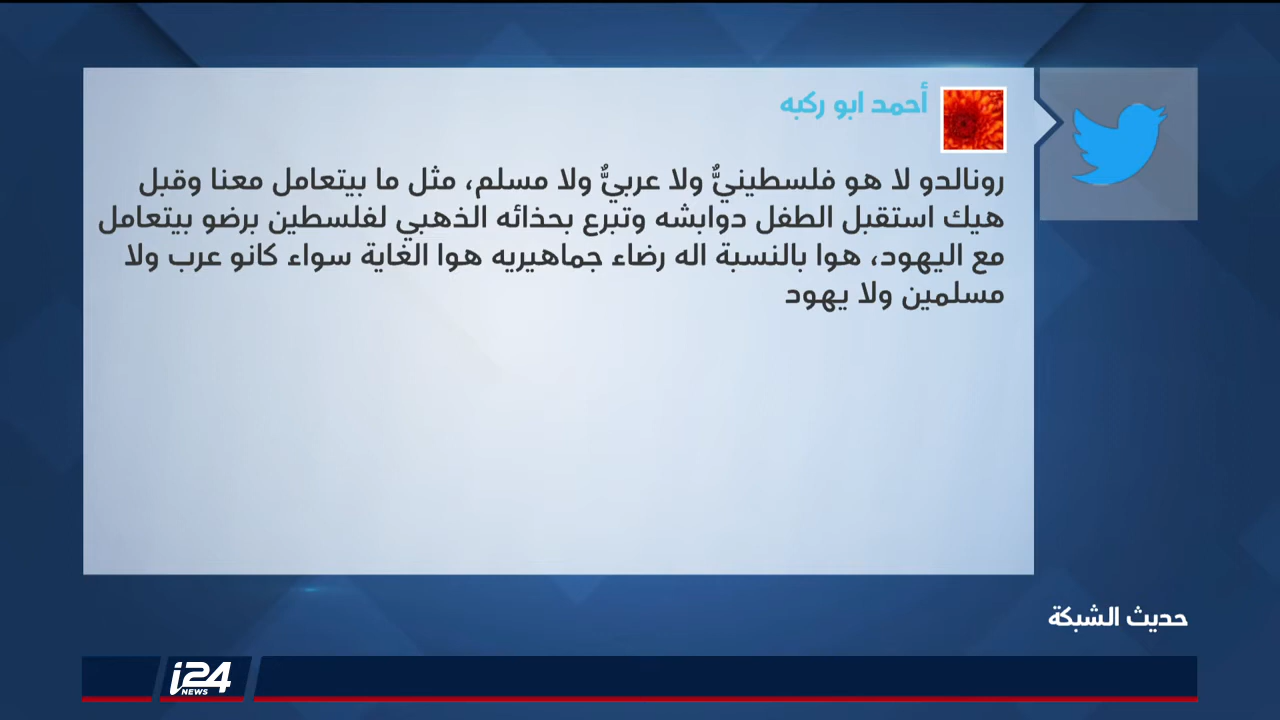 أحمد ابو ركبه
رونالدو لا هو فلسطينيٌّ ولا عربيٌّ ولا مسلم، مثل ما بيتعامل معنا وقبل
هيك استقبل الطفل دوابشه وتبرع بحذائه الذهبي لفلسطين برضو بيتعامل
مع اليهود، هوا بالنسبة اله رضاء جماهيريه هوا الغاية سواء كانو عرب ولا
مسلمين ولا يهود
حديث الشبكة
i24
NEWS